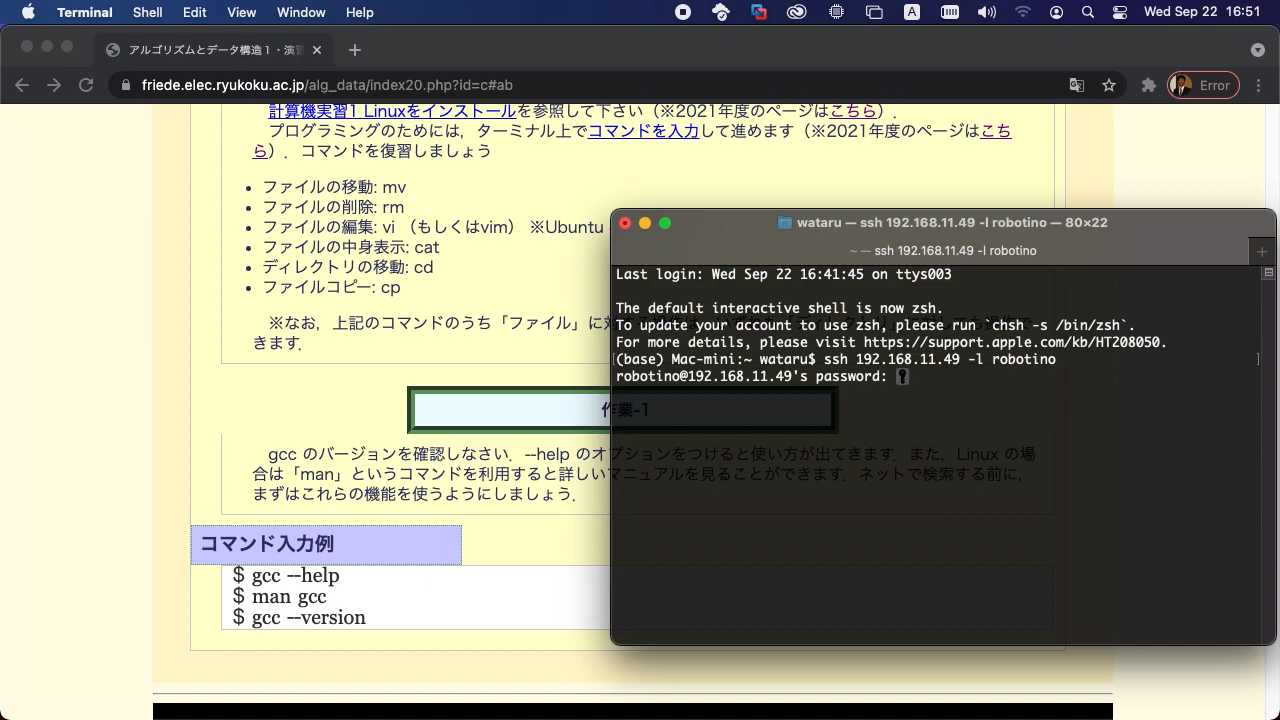 Terminal Shell Edit View Window Help A Wed Sep 22 16:51
アルゴリズムとデータ構造１・演習
friede.elec.ryukoku.ac.jp/alg_data/index20.php?id=c#ab Error
計算機実習1 Linuxをインストールを参照して下さい（※2021年度のページはこちら）．
プログラミングのためには，ターミナル上でコマンドを入力して進めます（※2021年度のページはこち
ら）．コマンドを復習しましょう
• ファイルの移動: mv
• ファイルの削除: rm
• ファイルの編集: vi （もしくはvim） ※Ubuntu
• ファイルの中身表示: cat
• ディレクトリの移動: cd
• ファイルコピー: cp
※なお，上記のコマンドのうち「ファイル」に
きます．
作業-1
gcc のバージョンを確認しなさい．--help のオプションをつけると使い方が出てきます．また，Linux の場
合は「man」というコマンドを利用すると詳しいマニュアルを見ることができます．ネットで検索する前に，
まずはこれらの機能を使うようにしましょう．
コマンド入力例
$ gcc --help
$ man gcc
$ gcc --version
wataru — ssh 192.168.11.49 -l robotino — 80×22
~ — ssh 192.168.11.49 -l robotino
Last login: Wed Sep 22 16:41:45 on ttys003
The default interactive shell is now zsh.
To update your account to use zsh, please run `chsh -s /bin/zsh`.
For more details, please visit https://support.apple.com/kb/HT208050.
(base) Mac-mini:~ wataru$ ssh 192.168.11.49 -l robotino
robotino@192.168.11.49's password: